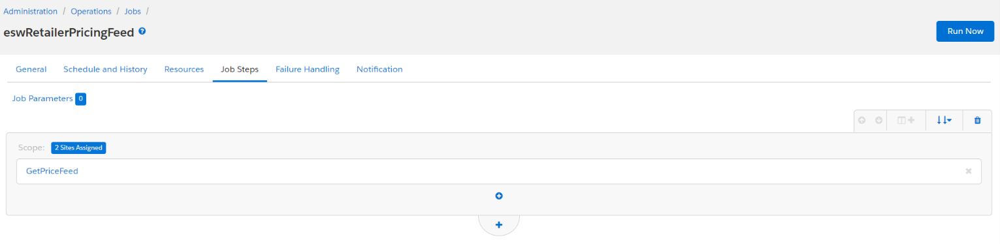 Administration / Operations / Jobs /
eswRetailerPricingFeed ?
Run Now
General Schedule and History Resources Job Steps Failure Handling Notification
Job Parameters 0
Scope: 2 Sites Assigned
GetPriceFeed